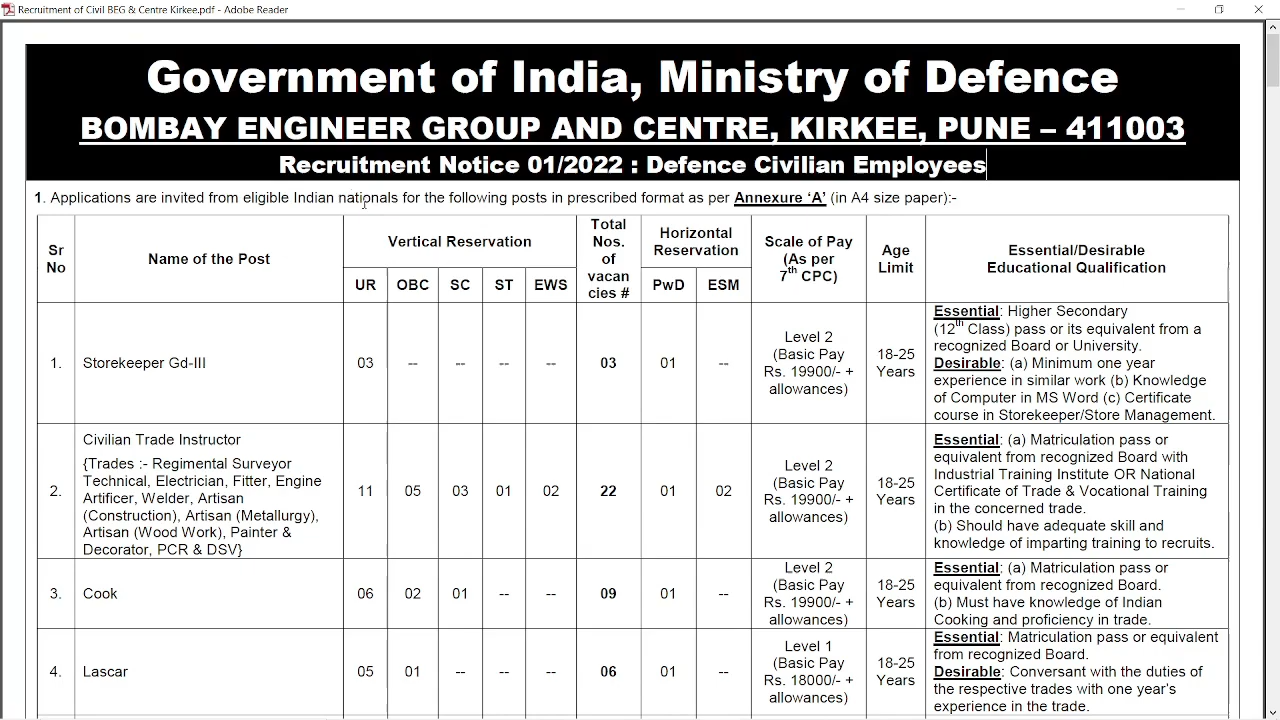 Recruitment of Civil BEG & Centre Kirkee.pdf - Adobe Reader
Government of India, Ministry of Defence
BOMBAY ENGINEER GROUP AND CENTRE, KIRKEE, PUNE – 411003
Recruitment Notice 01/2022 : Defence Civilian Employees
1. Applications are invited from eligible Indian nationals for the following posts in prescribed format as per Annexure ‘A’ (in A4 size paper):-
Sr
No
Name of the Post
Vertical Reservation
UR OBC SC ST EWS
Total
Nos.
of
vacan
cies #
Horizontal
Reservation
PwD ESM
Scale of Pay
(As per
7th CPC)
Age
Limit
Essential/Desirable
Educational Qualification
1.
Storekeeper Gd-III
03 -- -- -- -- 03 01 --
Level 2
(Basic Pay
Rs. 19900/- +
allowances)
18-25
Years
Essential: Higher Secondary
(12th Class) pass or its equivalent from a
recognized Board or University.
Desirable: (a) Minimum one year
experience in similar work (b) Knowledge
of Computer in MS Word (c) Certificate
course in Storekeeper/Store Management.
2.
Civilian Trade Instructor
{Trades :- Regimental Surveyor
Technical, Electrician, Fitter, Engine
Artificer, Welder, Artisan
(Construction), Artisan (Metallurgy),
Artisan (Wood Work), Painter &
Decorator, PCR & DSV}
11 05 03 01 02 22 01 02
Level 2
(Basic Pay
Rs. 19900/- +
allowances)
18-25
Years
Essential: (a) Matriculation pass or
equivalent from recognized Board with
Industrial Training Institute OR National
Certificate of Trade & Vocational Training
in the concerned trade.
(b) Should have adequate skill and
knowledge of imparting training to recruits.
3.
Cook
06 02 01 -- -- 09 01 --
Level 2
(Basic Pay
Rs. 19900/- +
allowances)
18-25
Years
Essential: (a) Matriculation pass or
equivalent from recognized Board.
(b) Must have knowledge of Indian
Cooking and proficiency in trade.
4.
Lascar
05 01 -- -- -- 06 01 --
Level 1
(Basic Pay
Rs. 18000/- +
allowances)
18-25
Years
Essential: Matriculation pass or equivalent
from recognized Board.
Desirable: Conversant with the duties of
the respective trades with one year’s
experience in the trade.